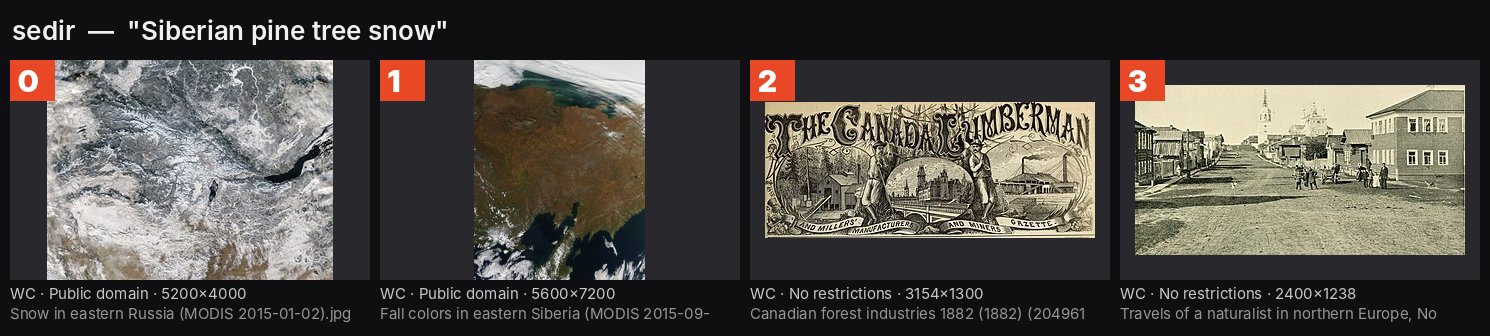 sedir — "Siberian pine tree snow"
0
1
2
3
THE CANADA LUMBERMAN
AND MILLERS' MANUFACTURERS AND MINERS GAZETTE.
WC · Public domain · 5200×4000
Snow in eastern Russia (MODIS 2015-01-02).jpg
WC · Public domain · 5600×7200
Fall colors in eastern Siberia (MODIS 2015-09-
WC · No restrictions · 3154×1300
Canadian forest industries 1882 (1882) (204961
WC · No restrictions · 2400×1238
Travels of a naturalist in northern Europe, No